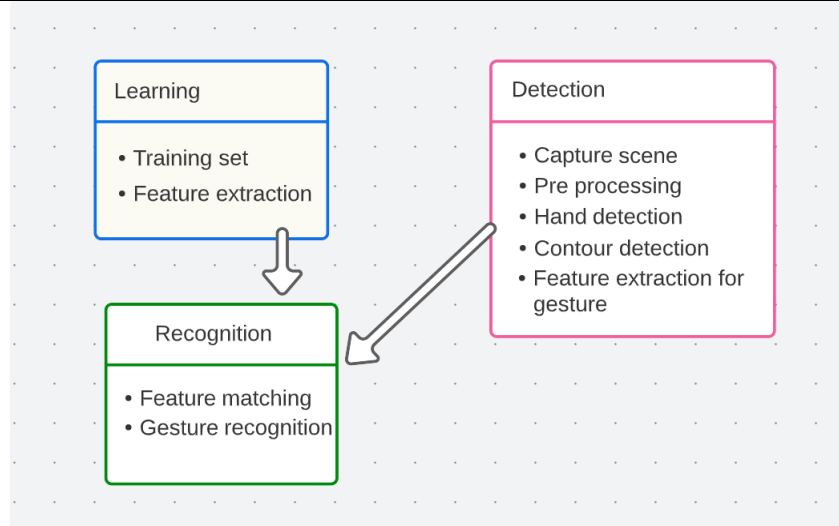 Learning
• Training set
• Feature extraction
Detection
• Capture scene
• Pre processing
• Hand detection
• Contour detection
• Feature extraction for
gesture
Recognition
• Feature matching
• Gesture recognition